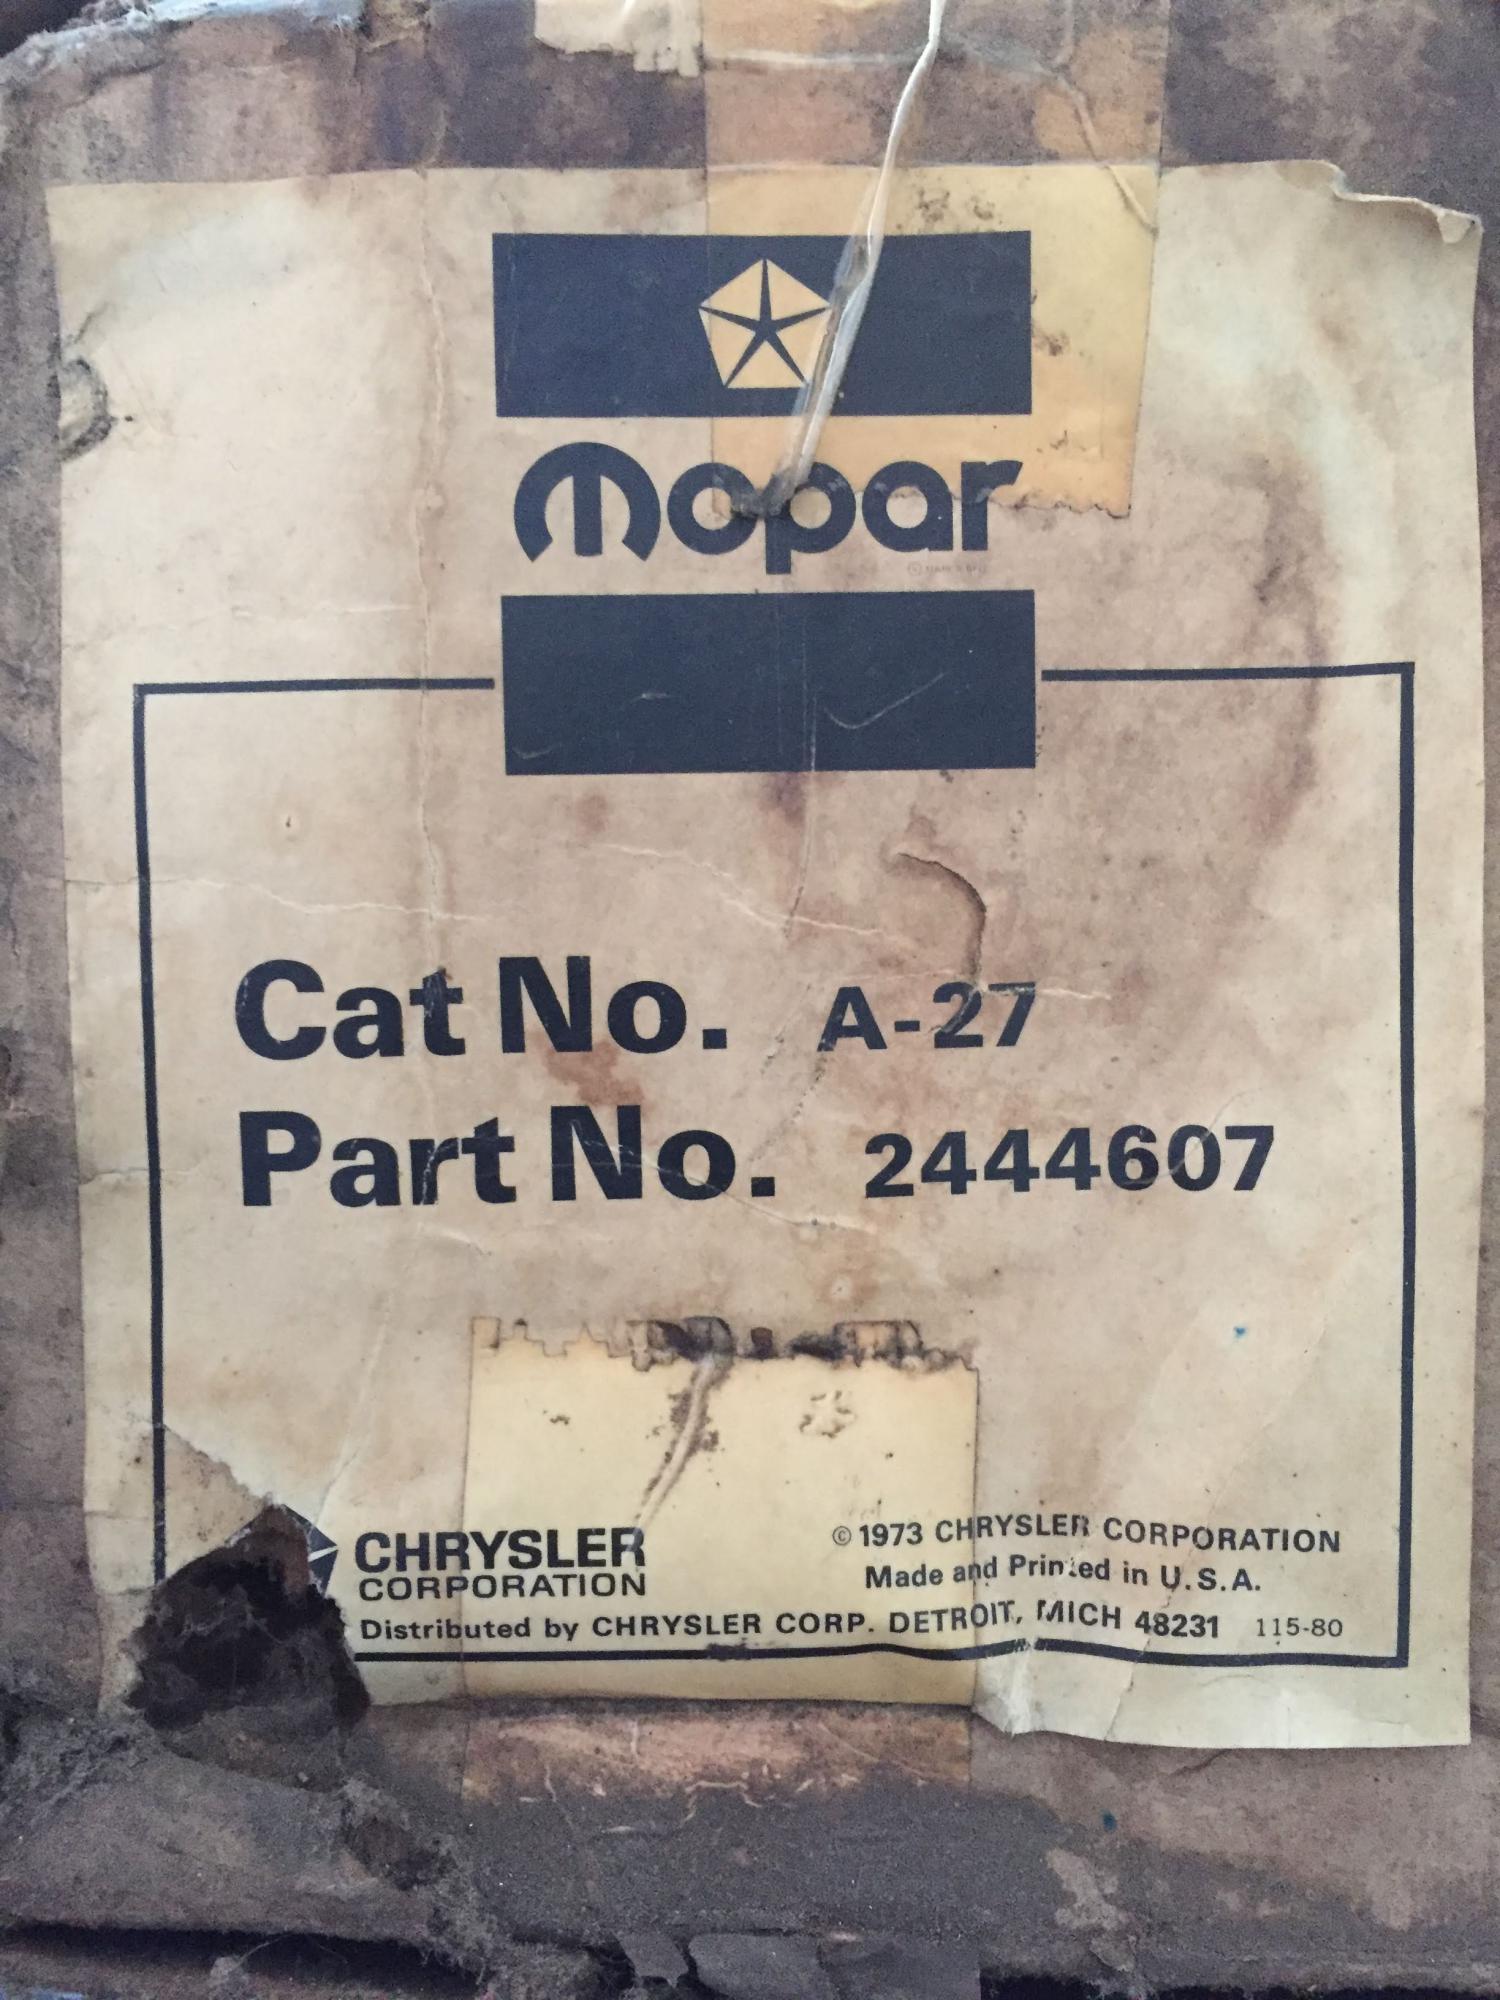 mopar
Cat No. A-27
Part No. 2444607
CHRYSLER
CORPORATION
© 1973 CHRYSLER CORPORATION
Made and Printed in U.S.A.
Distributed by CHRYSLER CORP. DETROIT, MICH 48231 115-80